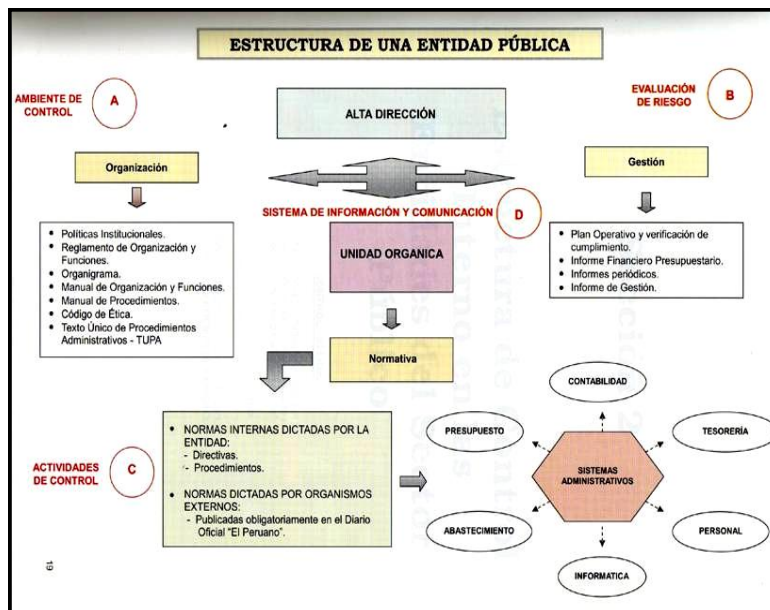 ESTRUCTURA DE UNA ENTIDAD PÚBLICA
AMBIENTE DE
CONTROL
A
ALTA DIRECCIÓN
EVALUACIÓN
DE RIESGO
B
Organización
Gestión
SISTEMA DE INFORMACIÓN Y COMUNICACIÓN
D
• Políticas Institucionales.
• Reglamento de Organización y
Funciones.
• Organigrama.
• Manual de Organización y Funciones.
• Manual de Procedimientos.
• Código de Ética.
• Texto Único de Procedimientos
Administrativos - TUPA
UNIDAD ORGANICA
• Plan Operativo y verificación de
cumplimiento.
• Informe Financiero Presupuestario.
• Informes periódicos.
• Informe de Gestión.
Normativa
ACTIVIDADES
DE CONTROL
C
• NORMAS INTERNAS DICTADAS POR LA
ENTIDAD:
- Directivas.
- Procedimientos.
• NORMAS DICTADAS POR ORGANISMOS
EXTERNOS:
- Publicadas obligatoriamente en el Diario
Oficial “El Peruano”.
CONTABILIDAD
PRESUPUESTO
TESORERÍA
SISTEMAS
ADMINISTRATIVOS
ABASTECIMIENTO
PERSONAL
INFORMATICA
19